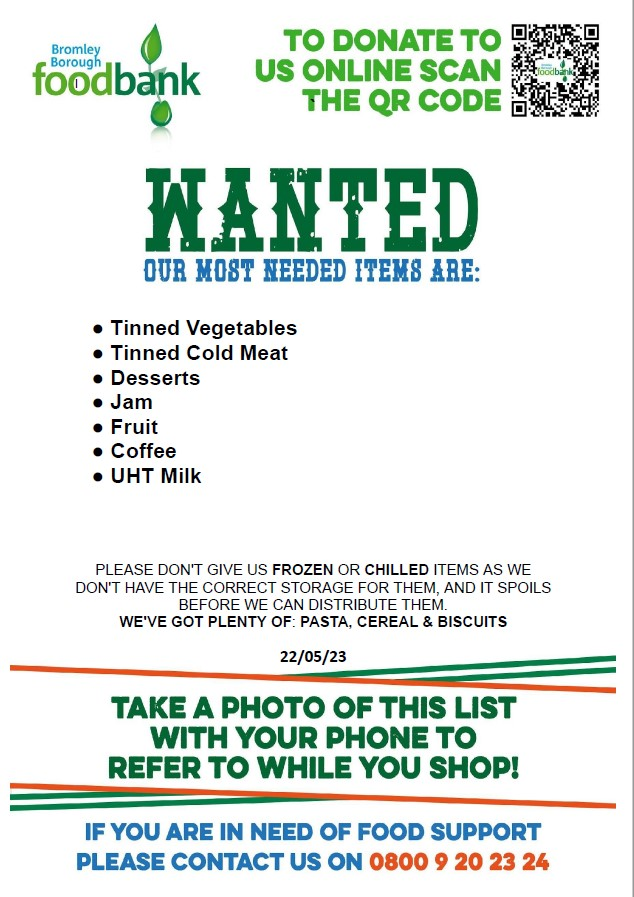 Bromley
Borough
foodbank
TO DONATE TO
US ONLINE SCAN
THE QR CODE
Bromley
Borough
foodbank
WANTED
OUR MOST NEEDED ITEMS ARE:
● Tinned Vegetables
● Tinned Cold Meat
● Desserts
● Jam
● Fruit
● Coffee
● UHT Milk
PLEASE DON'T GIVE US FROZEN OR CHILLED ITEMS AS WE
DON'T HAVE THE CORRECT STORAGE FOR THEM, AND IT SPOILS
BEFORE WE CAN DISTRIBUTE THEM.
WE'VE GOT PLENTY OF: PASTA, CEREAL & BISCUITS
22/05/23
TAKE A PHOTO OF THIS LIST
WITH YOUR PHONE TO
REFER TO WHILE YOU SHOP!
IF YOU ARE IN NEED OF FOOD SUPPORT
PLEASE CONTACT US ON 0800 9 20 23 24